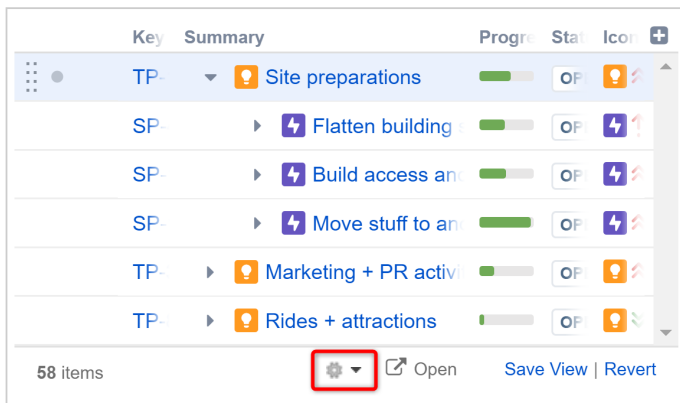 Key Summary Progre Stat Icon
TP- Site preparations OP
SP- Flatten building OP
SP- Build access and OP
SP- Move stuff to an OP
TP- Marketing + PR activi OP
TP- Rides + attractions OP
58 items Open Save View | Revert